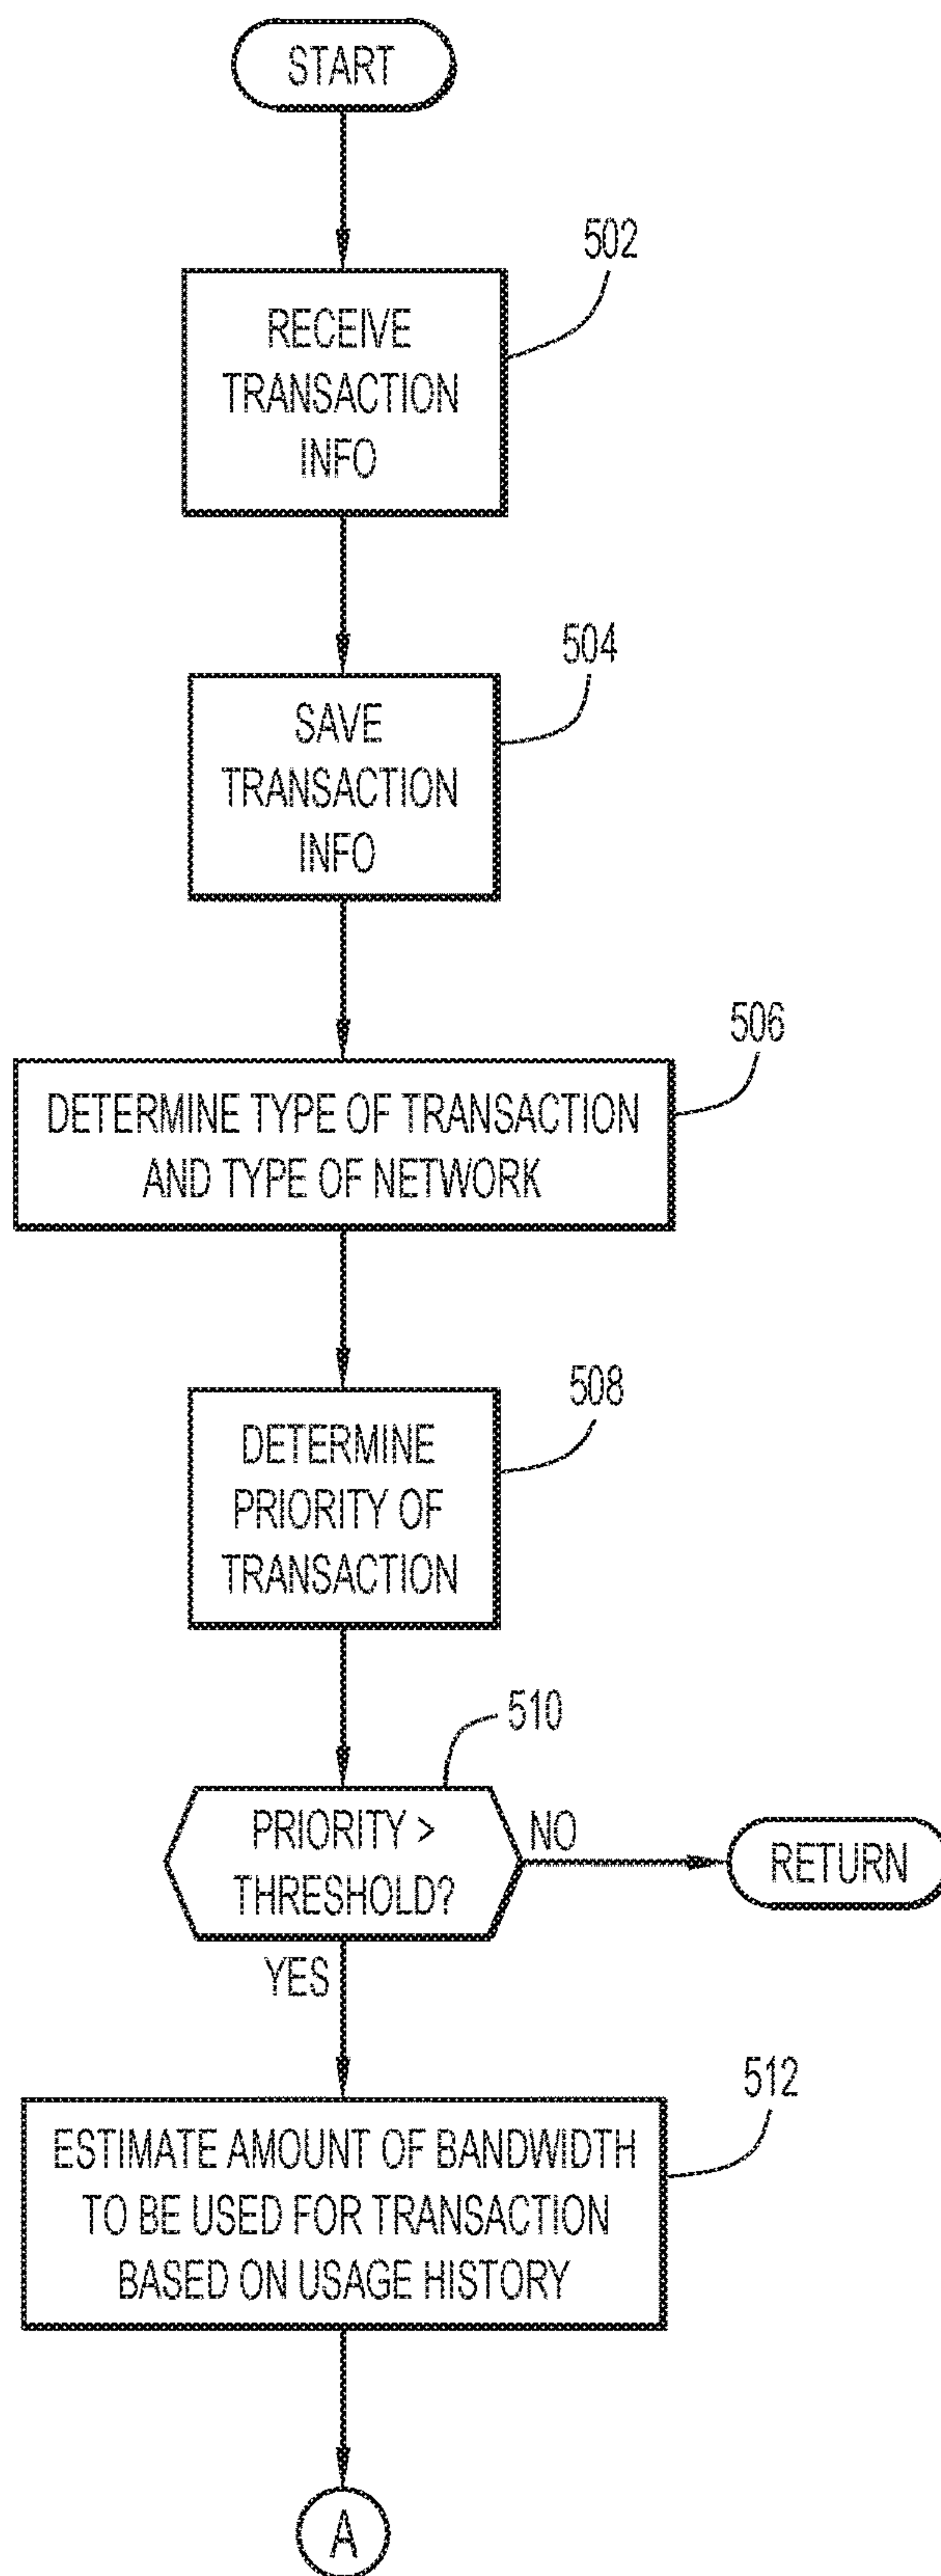 START
502
RECEIVE
TRANSACTION
INFO
504
SAVE
TRANSACTION
INFO
506
DETERMINE TYPE OF TRANSACTION
AND TYPE OF NETWORK
508
DETERMINE
PRIORITY OF
TRANSACTION
510
PRIORITY >
THRESHOLD?
NO
RETURN
YES
512
ESTIMATE AMOUNT OF BANDWIDTH
TO BE USED FOR TRANSACTION
BASED ON USAGE HISTORY
A